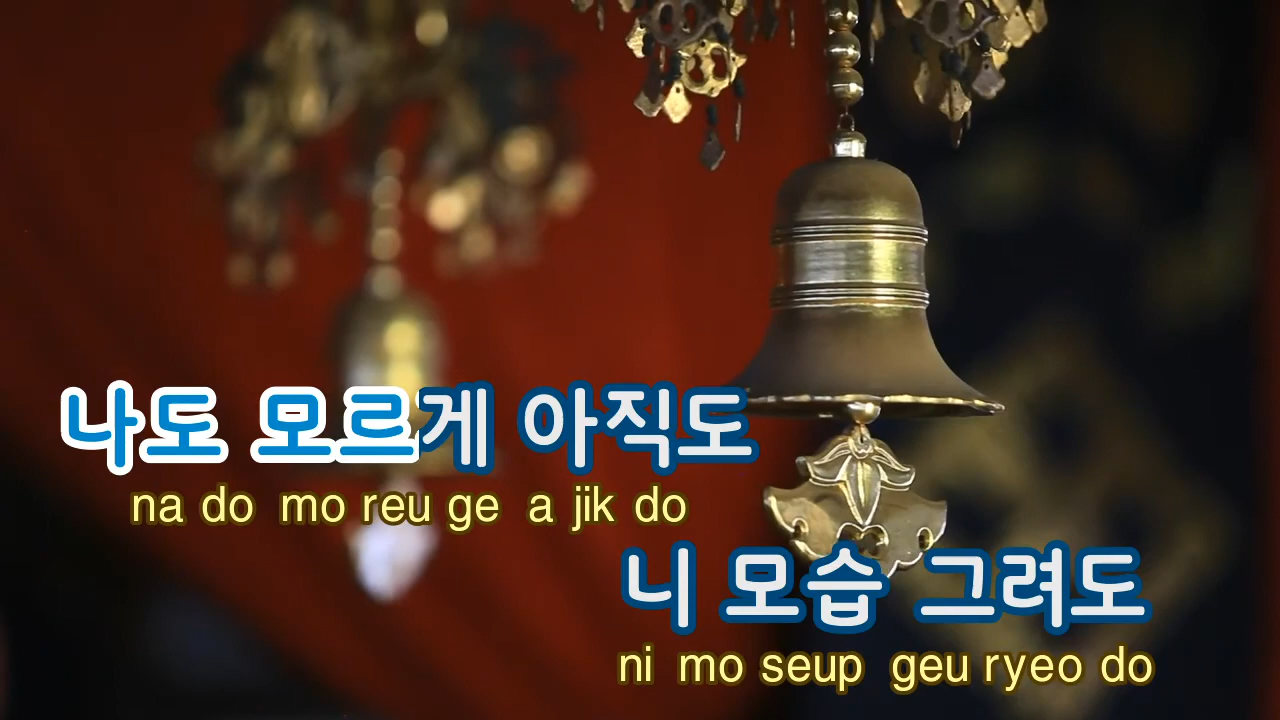 나도 모르게 아직도
na do mo reu ge a jik do
니 모습 그려도
ni mo seup geu ryeo do